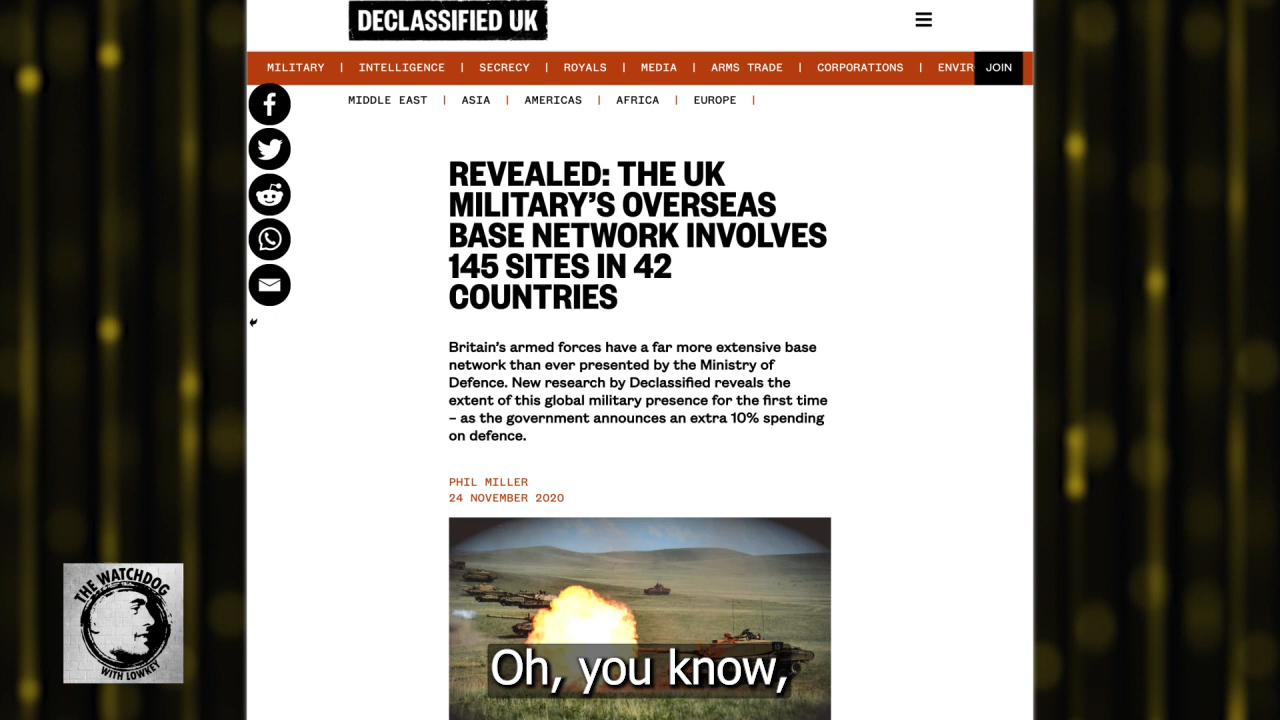 DECLASSIFIED UK
MILITARY | INTELLIGENCE | SECRECY | ROYALS | MEDIA | ARMS TRADE | CORPORATIONS | ENVIR
JOIN
MIDDLE EAST | ASIA | AMERICAS | AFRICA | EUROPE |
REVEALED: THE UK
MILITARY’S OVERSEAS
BASE NETWORK INVOLVES
145 SITES IN 42
COUNTRIES
Britain’s armed forces have a far more extensive base
network than ever presented by the Ministry of
Defence. New research by Declassified reveals the
extent of this global military presence for the first time
– as the government announces an extra 10% spending
on defence.
PHIL MILLER
24 NOVEMBER 2020
THE WATCHDOG
WITH LOWKEY
Oh, you know,